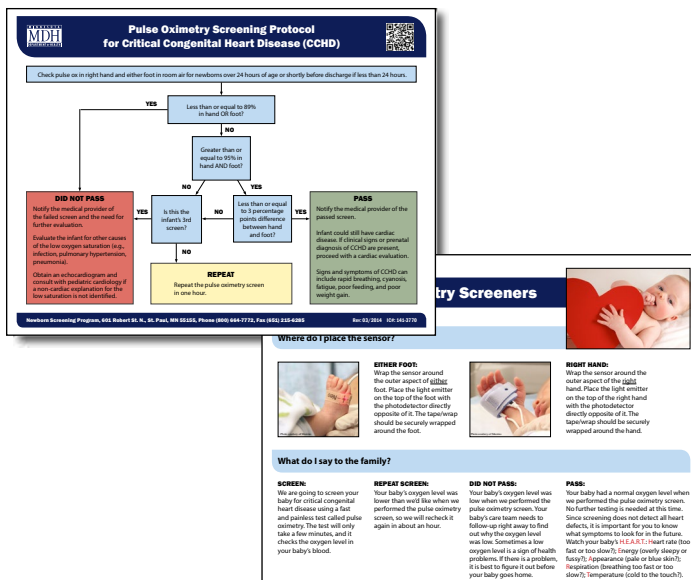 MINNESOTA
MDH
DEPARTMENT OF HEALTH
Pulse Oximetry Screening Protocol
for Critical Congenital Heart Disease (CCHD)
Check pulse ox in right hand and either foot in room air for newborns over 24 hours of age or shortly before discharge if less than 24 hours.
YES
Less than or equal to 89%
in hand OR foot?
NO
Greater than or
equal to 95% in
hand AND foot?
NO
YES
DID NOT PASS
Notify the medical provider of
the failed screen and the need for
further evaluation.
Evaluate the infant for other causes
of the low oxygen saturation (e.g.,
infection, pulmonary hypertension,
pneumonia).
Obtain an echocardiogram and
consult with pediatric cardiology if
a non-cardiac explanation for the
low saturation is not identified.
YES
Is this the
infant's 3rd
screen?
NO
Less than or equal
to 3 percentage
points difference
between hand
and foot?
YES
PASS
Notify the medical provider of the
passed screen.
Infant could still have cardiac
disease. If clinical signs or prenatal
diagnosis of CCHD are present,
proceed with a cardiac evaluation.
Signs and symptoms of CCHD can
include rapid breathing, cyanosis,
fatigue, poor feeding, and poor
weight gain.
NO
REPEAT
Repeat the pulse oximetry screen
in one hour.
Newborn Screening Program, 601 Robert St. N., St. Paul, MN 55155, Phone (800) 664-7772, Fax (651) 215-6285
Rev 03/2014 IC#: 141-3770
try Screeners
Where do I place the sensor?
EITHER FOOT:
Wrap the sensor around
the outer aspect of either
foot. Place the light emitter
on the top of the foot with
the photodetector directly
opposite of it. The tape/wrap
should be securely wrapped
around the foot.
RIGHT HAND:
Wrap the sensor around the
outer aspect of the right
hand. Place the light emitter
on the top of the right hand
with the photodetector
directly opposite of it. The
tape/wrap should be securely
wrapped around the hand.
What do I say to the family?
SCREEN:
We are going to screen your
baby for critical congenital
heart disease using a fast
and painless test called pulse
oximetry. The test will only
take a few minutes, and it
checks the oxygen level in
your baby's blood.
REPEAT SCREEN:
Your baby's oxygen level was
lower than we'd like when we
performed the pulse oximetry
screen, so we will recheck it
again in about an hour.
DID NOT PASS:
Your baby's oxygen level was
low when we performed the
pulse oximetry screen. Your
baby's care team needs to
follow-up right away to find
out why the oxygen level
was low. Sometimes a low
oxygen level is a sign of health
problems. If there is a problem,
it is best to figure it out before
your baby goes home.
PASS:
Your baby had a normal oxygen level when
we performed the pulse oximetry screen.
No further testing is needed at this time.
Since screening does not detect all heart
defects, it is important for you to know
what symptoms to look for in the future.
Watch your baby's H.E.A.R.T.: Heart rate (too
fast or too slow?); Energy (overly sleepy or
fussy?); Appearance (pale or blue skin?);
Respiration (breathing too fast or too
slow?); Temperature (cold to the touch?).